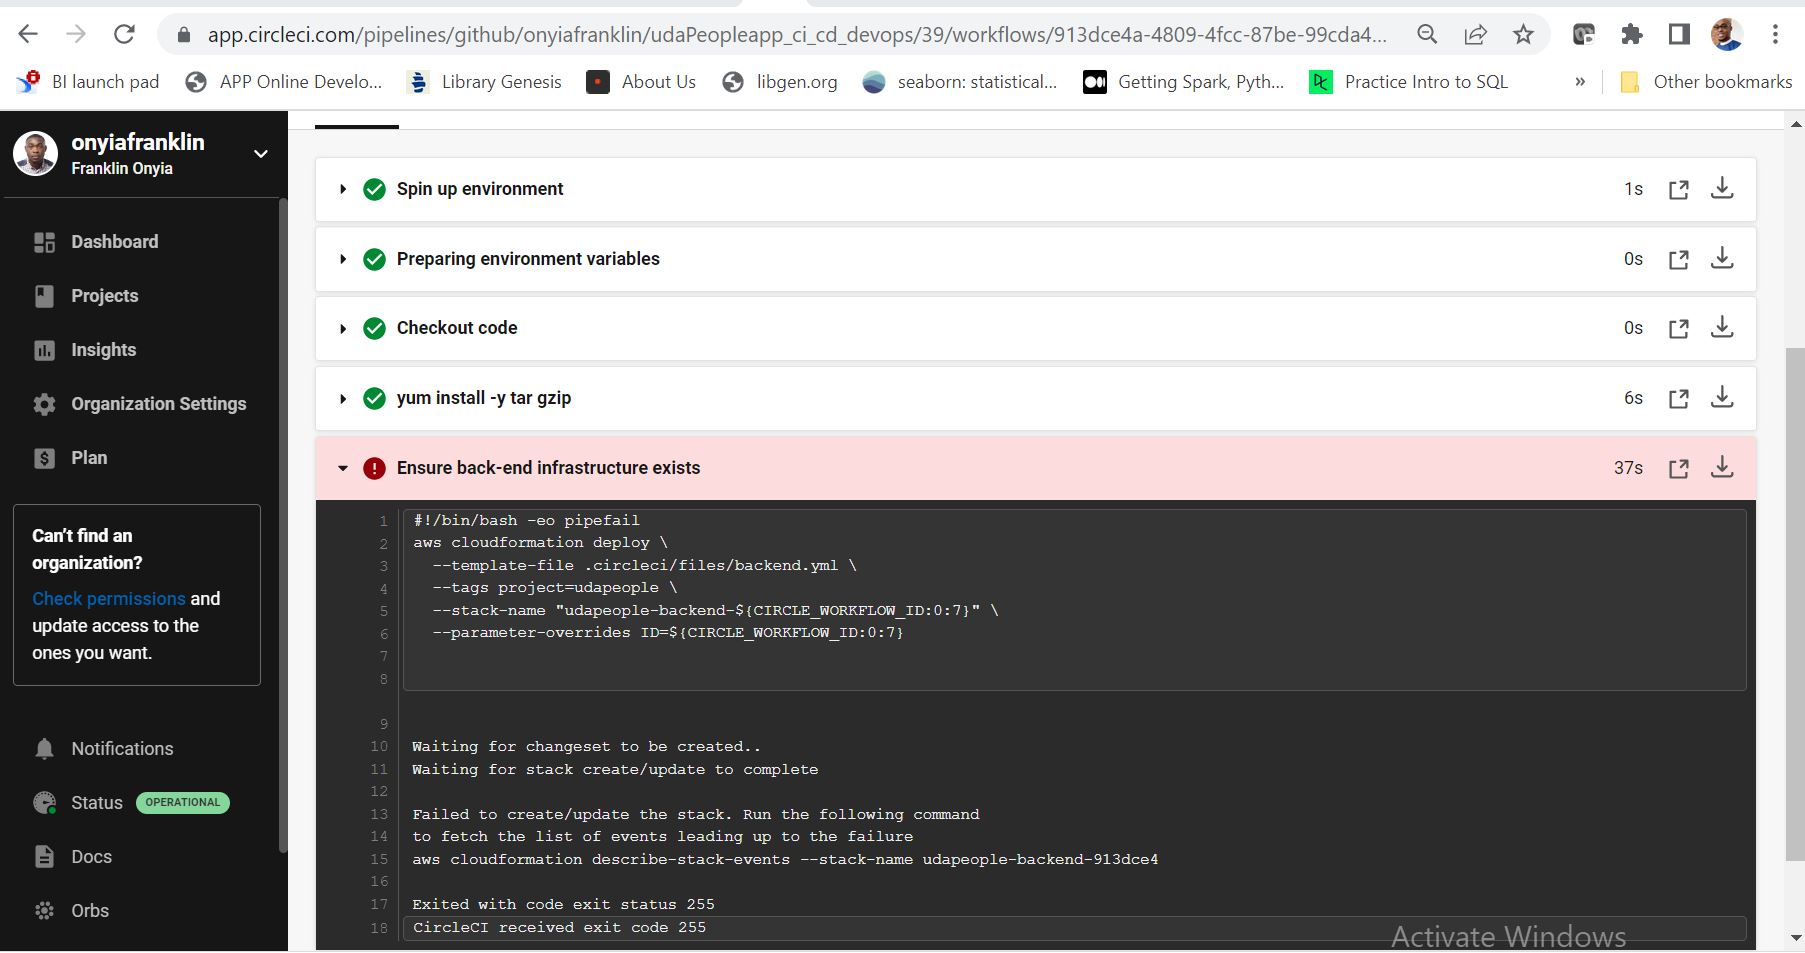 app.circleci.com/pipelines/github/onyiafranklin/udaPeopleapp_ci_cd_devops/39/workflows/913dce4a-4809-4fcc-87be-99cda4...
BI launch pad
APP Online Develo...
Library Genesis
About Us
libgen.org
seaborn: statistical...
Getting Spark, Pyth...
Practice Intro to SQL
»
Other bookmarks
onyiafranklin
Franklin Onyia
Dashboard
Projects
Insights
Organization Settings
Plan
Can't find an
organization?
Check permissions and
update access to the
ones you want.
Notifications
Status OPERATIONAL
Docs
Orbs
Spin up environment 1s
Preparing environment variables 0s
Checkout code 0s
yum install -y tar gzip 6s
Ensure back-end infrastructure exists 37s
1 #!/bin/bash -eo pipefail
2 aws cloudformation deploy \
3 --template-file .circleci/files/backend.yml \
4 --tags project=udapeople \
5 --stack-name "udapeople-backend-${CIRCLE_WORKFLOW_ID:0:7}" \
6 --parameter-overrides ID=${CIRCLE_WORKFLOW_ID:0:7}
7
8
9
10 Waiting for changeset to be created..
11 Waiting for stack create/update to complete
12
13 Failed to create/update the stack. Run the following command
14 to fetch the list of events leading up to the failure
15 aws cloudformation describe-stack-events --stack-name udapeople-backend-913dce4
16
17 Exited with code exit status 255
18 CircleCI received exit code 255
Activate Windows